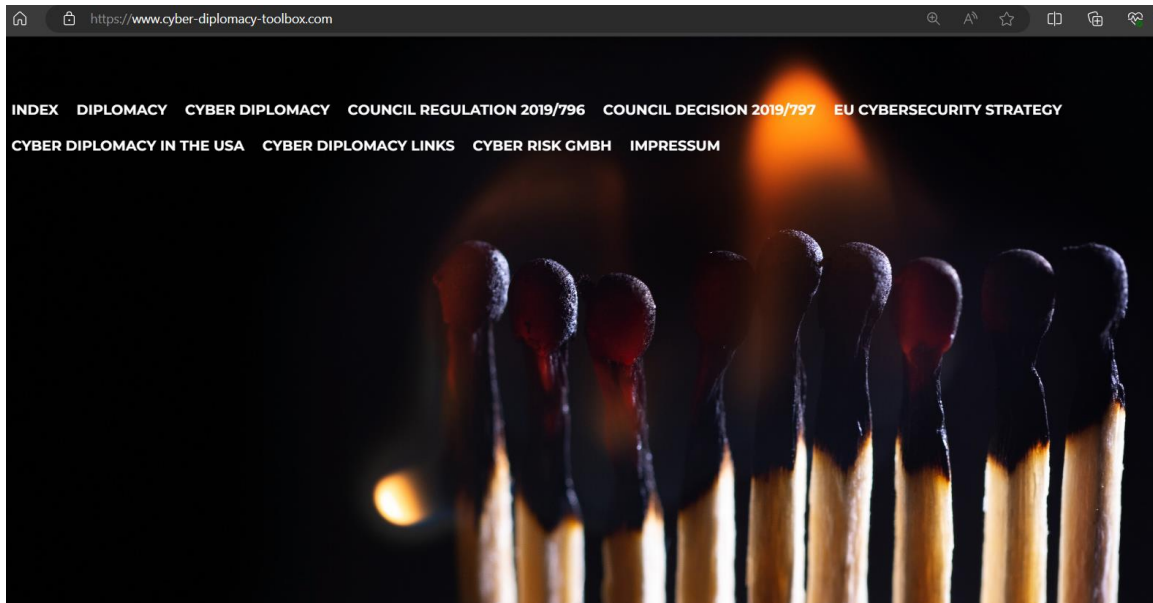 https://www.cyber-diplomacy-toolbox.com
INDEX DIPLOMACY CYBER DIPLOMACY COUNCIL REGULATION 2019/796 COUNCIL DECISION 2019/797 EU CYBERSECURITY STRATEGY
CYBER DIPLOMACY IN THE USA CYBER DIPLOMACY LINKS CYBER RISK GMBH IMPRESSUM